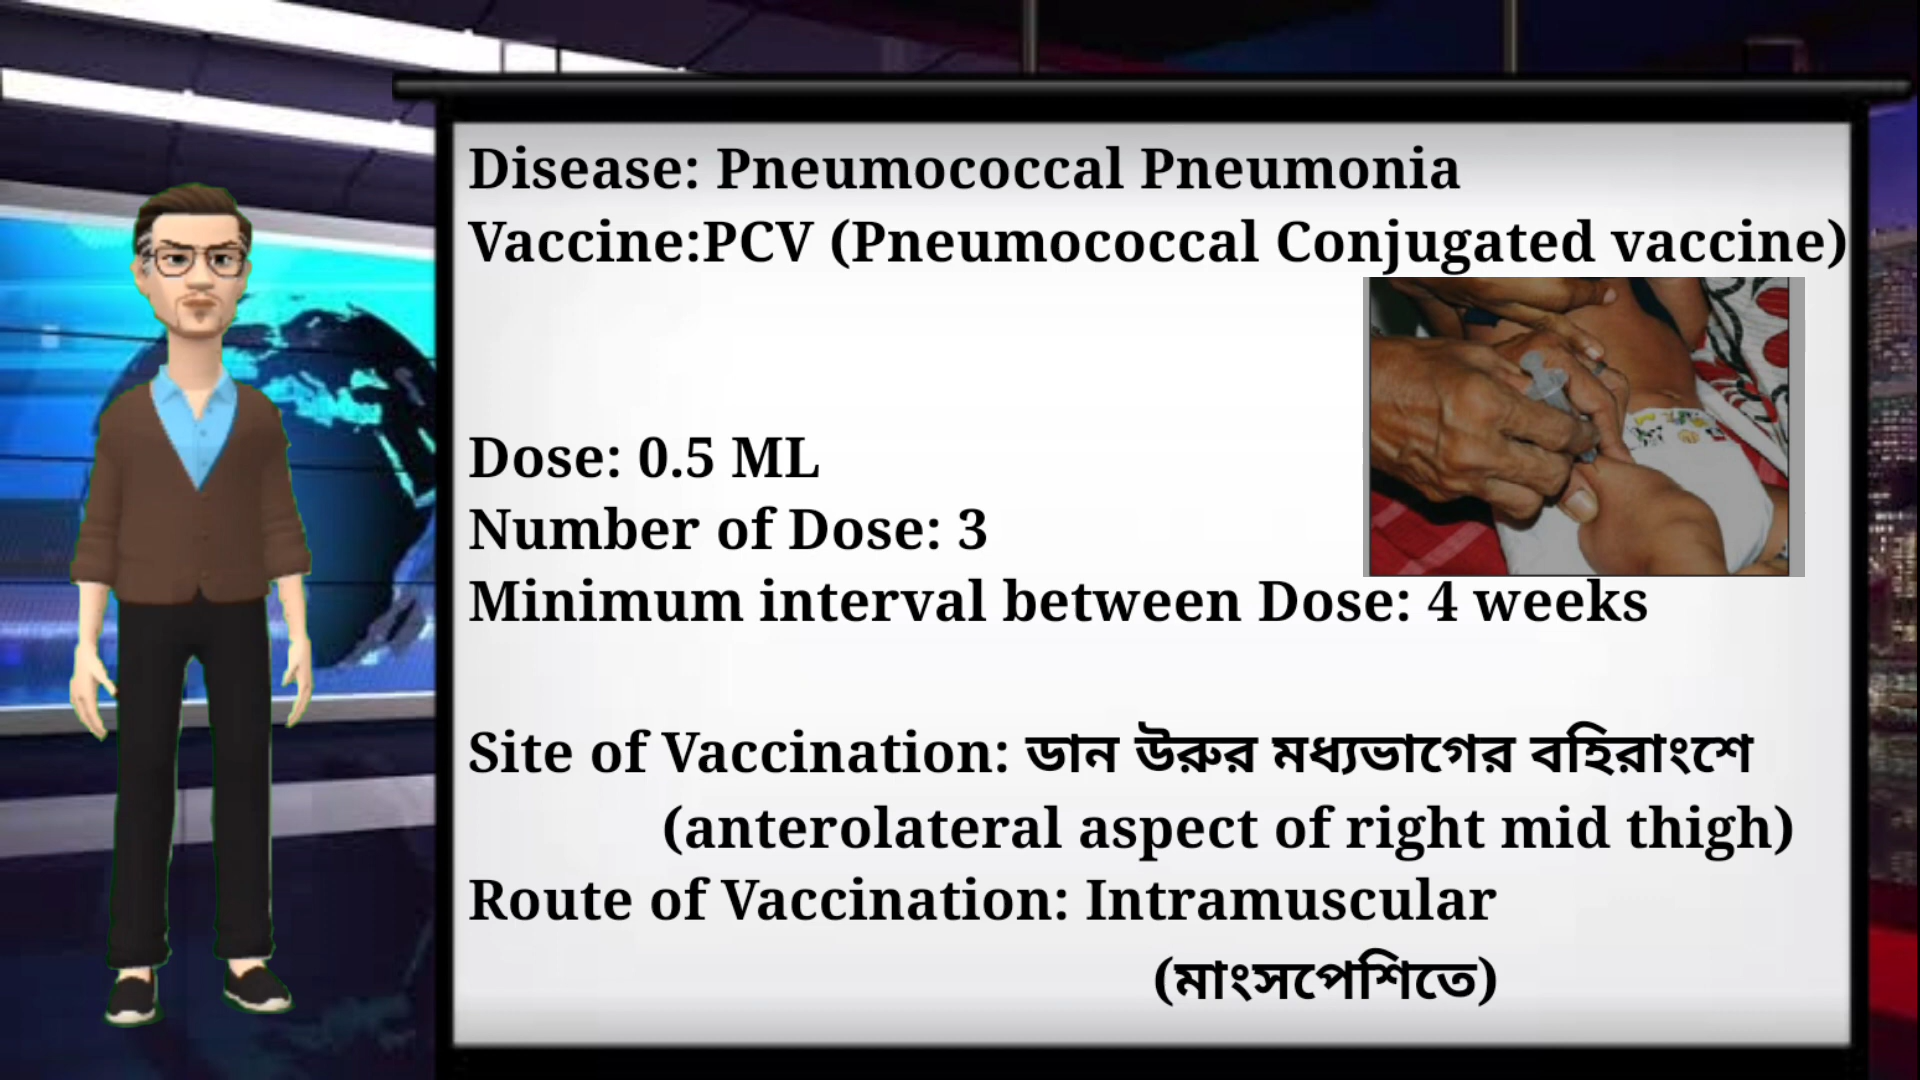 Disease: Pneumococcal Pneumonia
Vaccine:PCV (Pneumococcal Conjugated vaccine)
Dose: 0.5 ML
Number of Dose: 3
Minimum interval between Dose: 4 weeks
Site of Vaccination: ডান উরুর মধ্যভাগের বহিরাংশে
(anterolateral aspect of right mid thigh)
Route of Vaccination: Intramuscular
(মাংসপেশিতে)